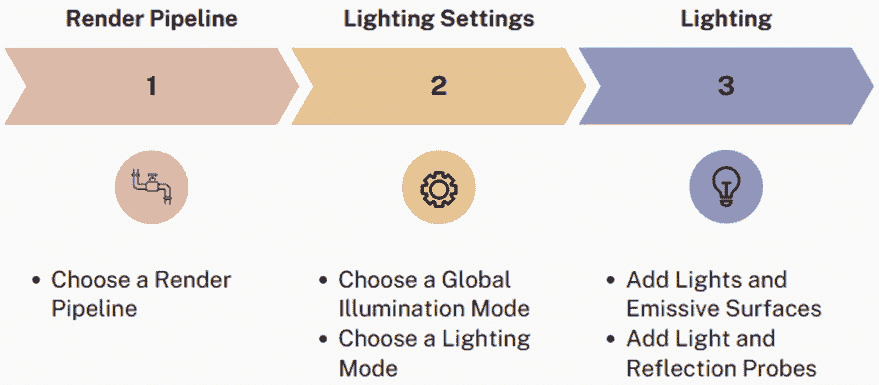 Render Pipeline
Lighting Settings
Lighting
1
2
3
• Choose a Render
Pipeline
• Choose a Global
Illumination Mode
• Choose a Lighting
Mode
• Add Lights and
Emissive Surfaces
• Add Light and
Reflection Probes